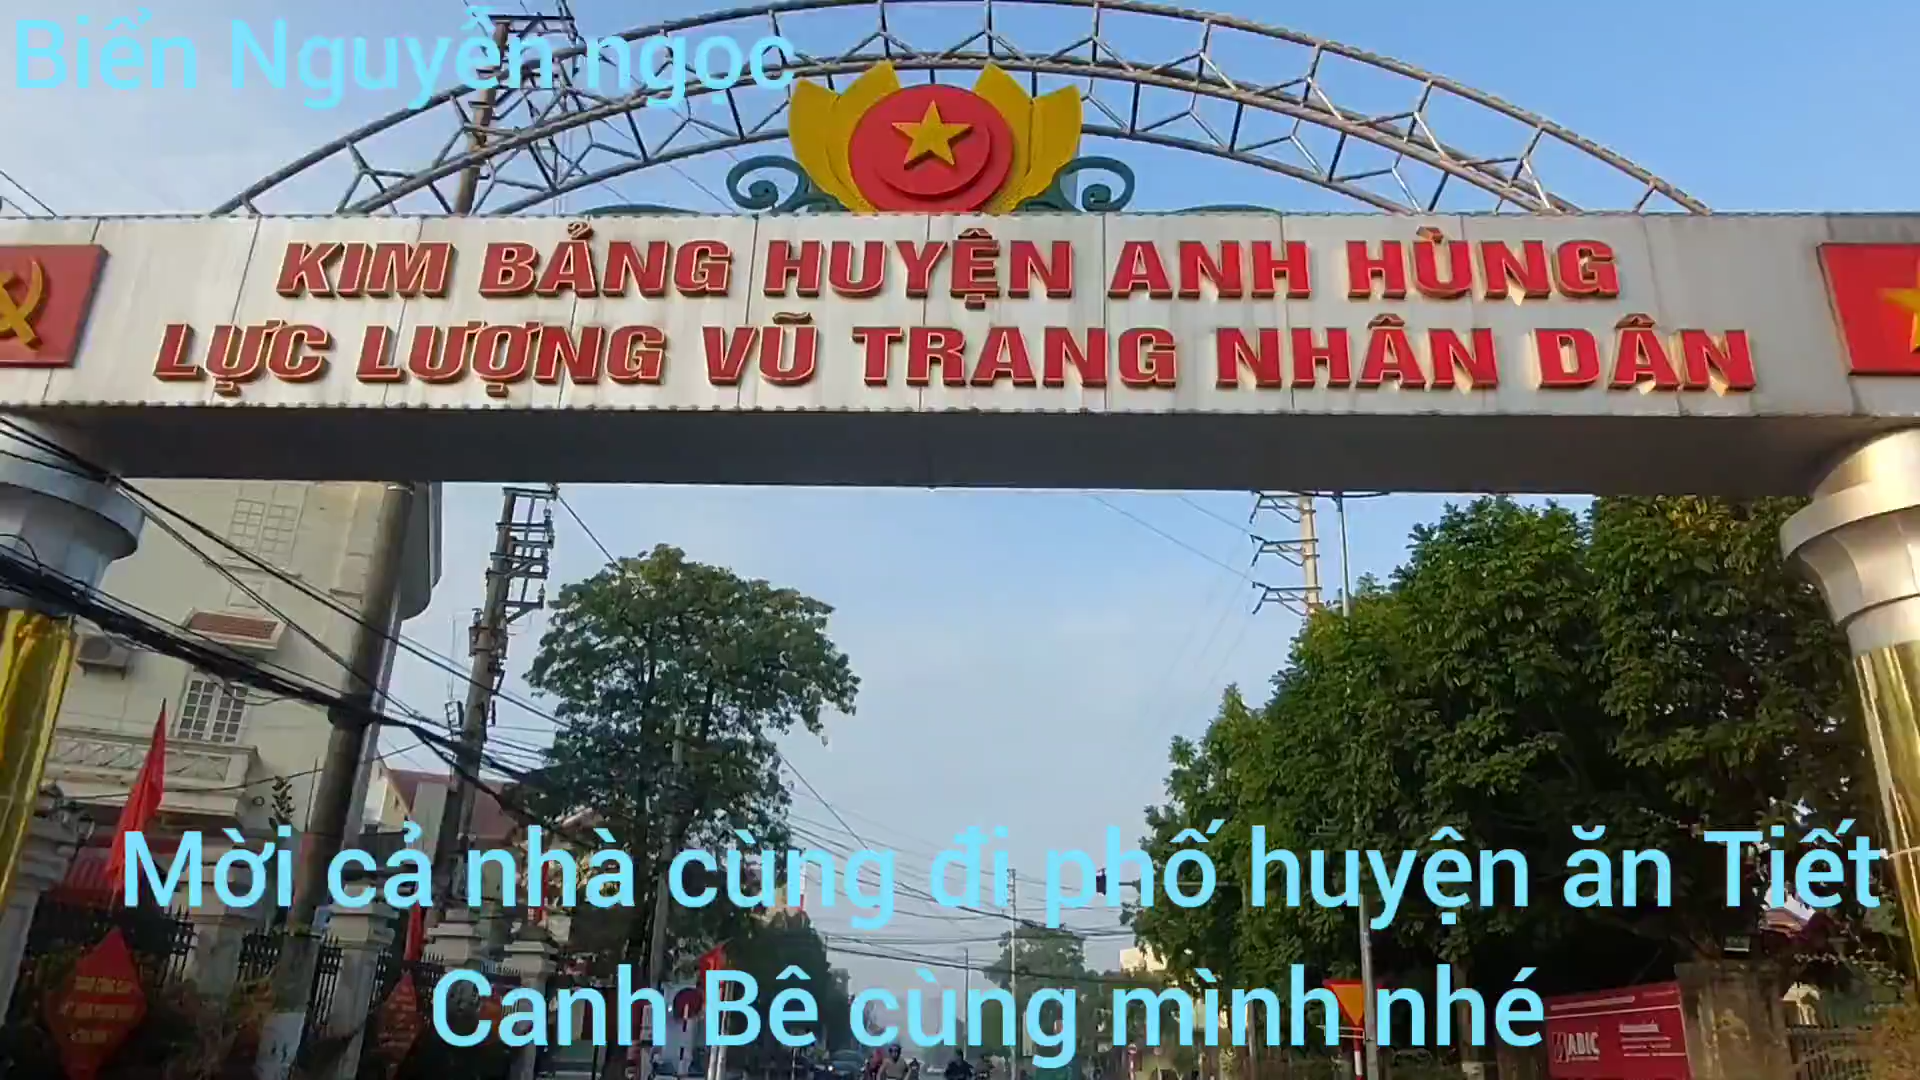 Biển Nguyễn ngọc
KIM BẢNG HUYỆN ANH HÙNG
LỰC LƯỢNG VŨ TRANG NHÂN DÂN
Mời cả nhà cùng đi phố huyện ăn Tiết
Canh Bê cùng mình nhé
ABIC